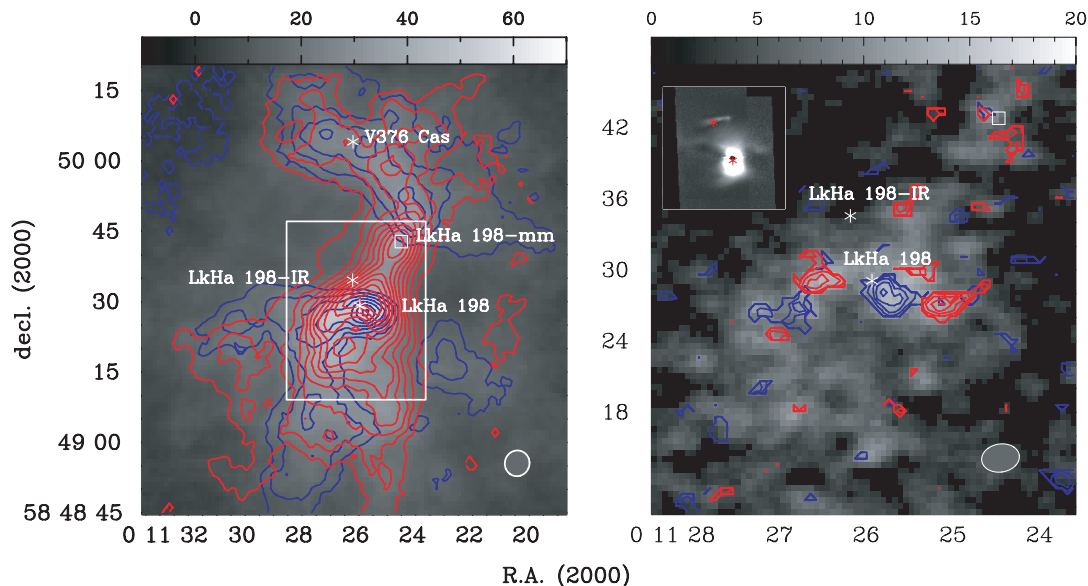 0 20 40 60
0 5 10 15 20
15
V376 Cas
50 00
45
LkHa 198-mm
LkHa 198-IR
30
LkHa 198
15
49 00
58 48 45
0 11 32 30 28 26 24 22 20
decl. (2000)
42
LkHa 198-IR
36
LkHa 198
30
24
18
0 11 28 27 26 25 24
R.A. (2000)